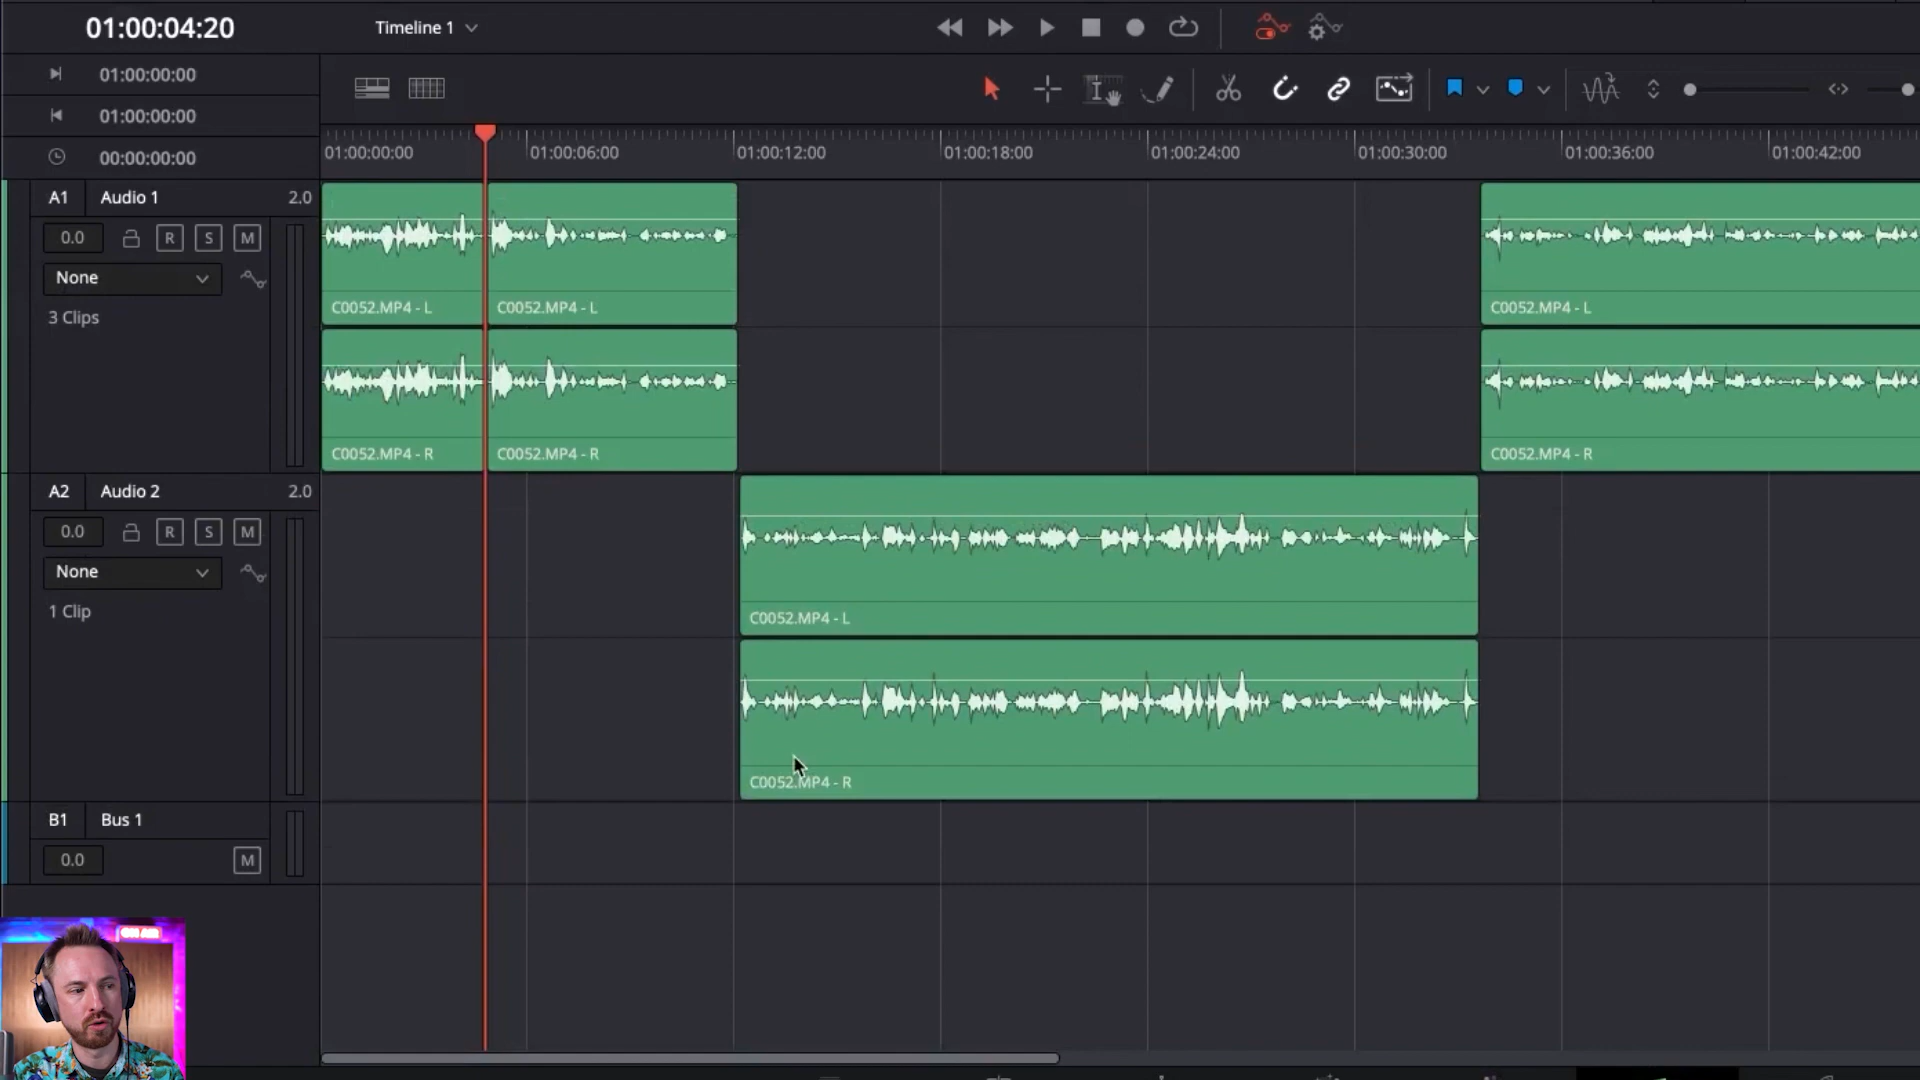 01:00:04:20
Timeline 1
01:00:00:00
01:00:00:00
00:00:00:00
01:00:00:00 01:00:06:00 01:00:12:00 01:00:18:00 01:00:24:00 01:00:30:00 01:00:36:00 01:00:42:00
A1 Audio 1 2.0
0.0 R S M
None
3 Clips
C0052.MP4 - L C0052.MP4 - L C0052.MP4 - L
C0052.MP4 - R C0052.MP4 - R C0052.MP4 - R
A2 Audio 2 2.0
0.0 R S M
None
1 Clip
C0052.MP4 - L
C0052.MP4 - R
B1 Bus 1
0.0 M
ON AIR